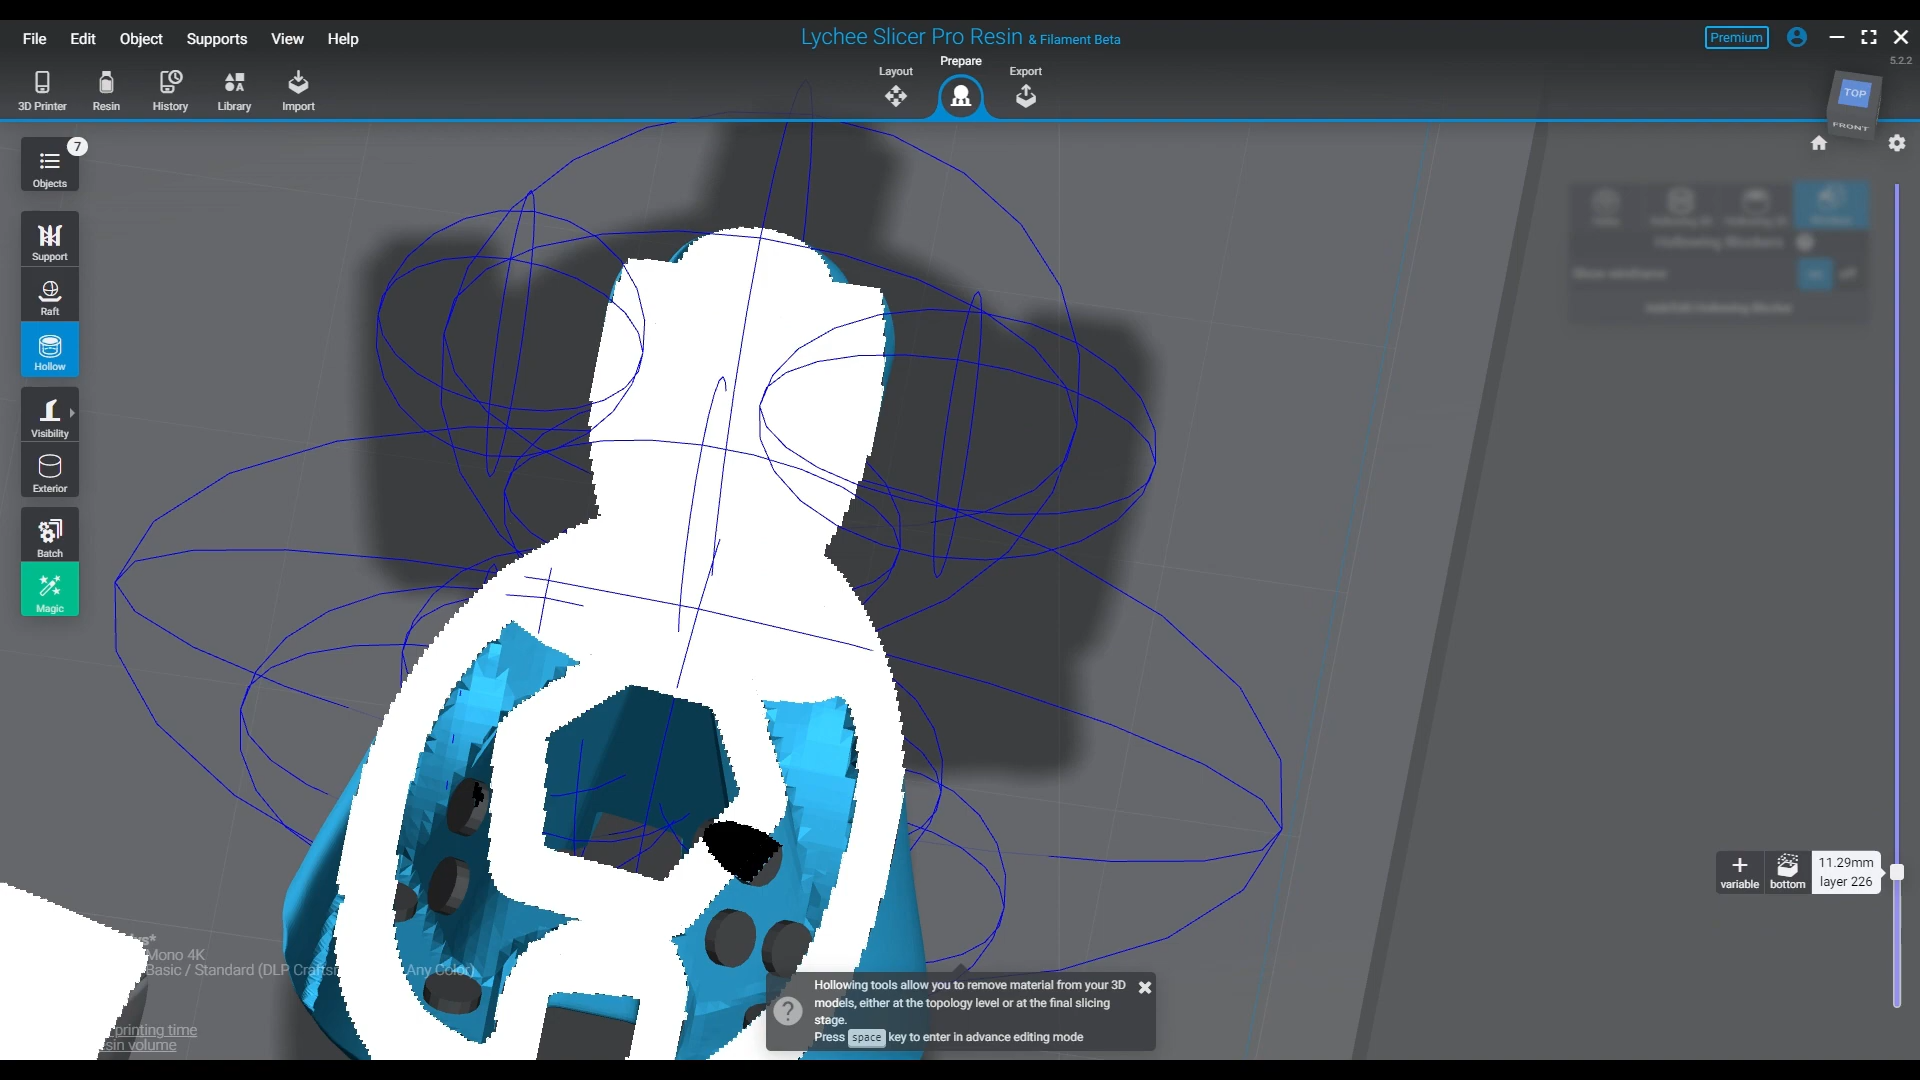 File Edit Object Supports View Help
Lychee Slicer Pro Resin & Filament Beta
Premium
5.2.2
3D Printer Resin History Library Import
Layout Prepare Export
TOP
FRONT
7
Objects
Support
Raft
Hollow
Visibility
Exterior
Batch
Magic
+ variable bottom
11.29mm
layer 226
Mono 4K
Basic / Standard (DLP Any Color)
printing time
volume
Hollowing tools allow you to remove material from your 3D
models, either at the topology level or at the final slicing
stage.
Press space key to enter in advance editing mode